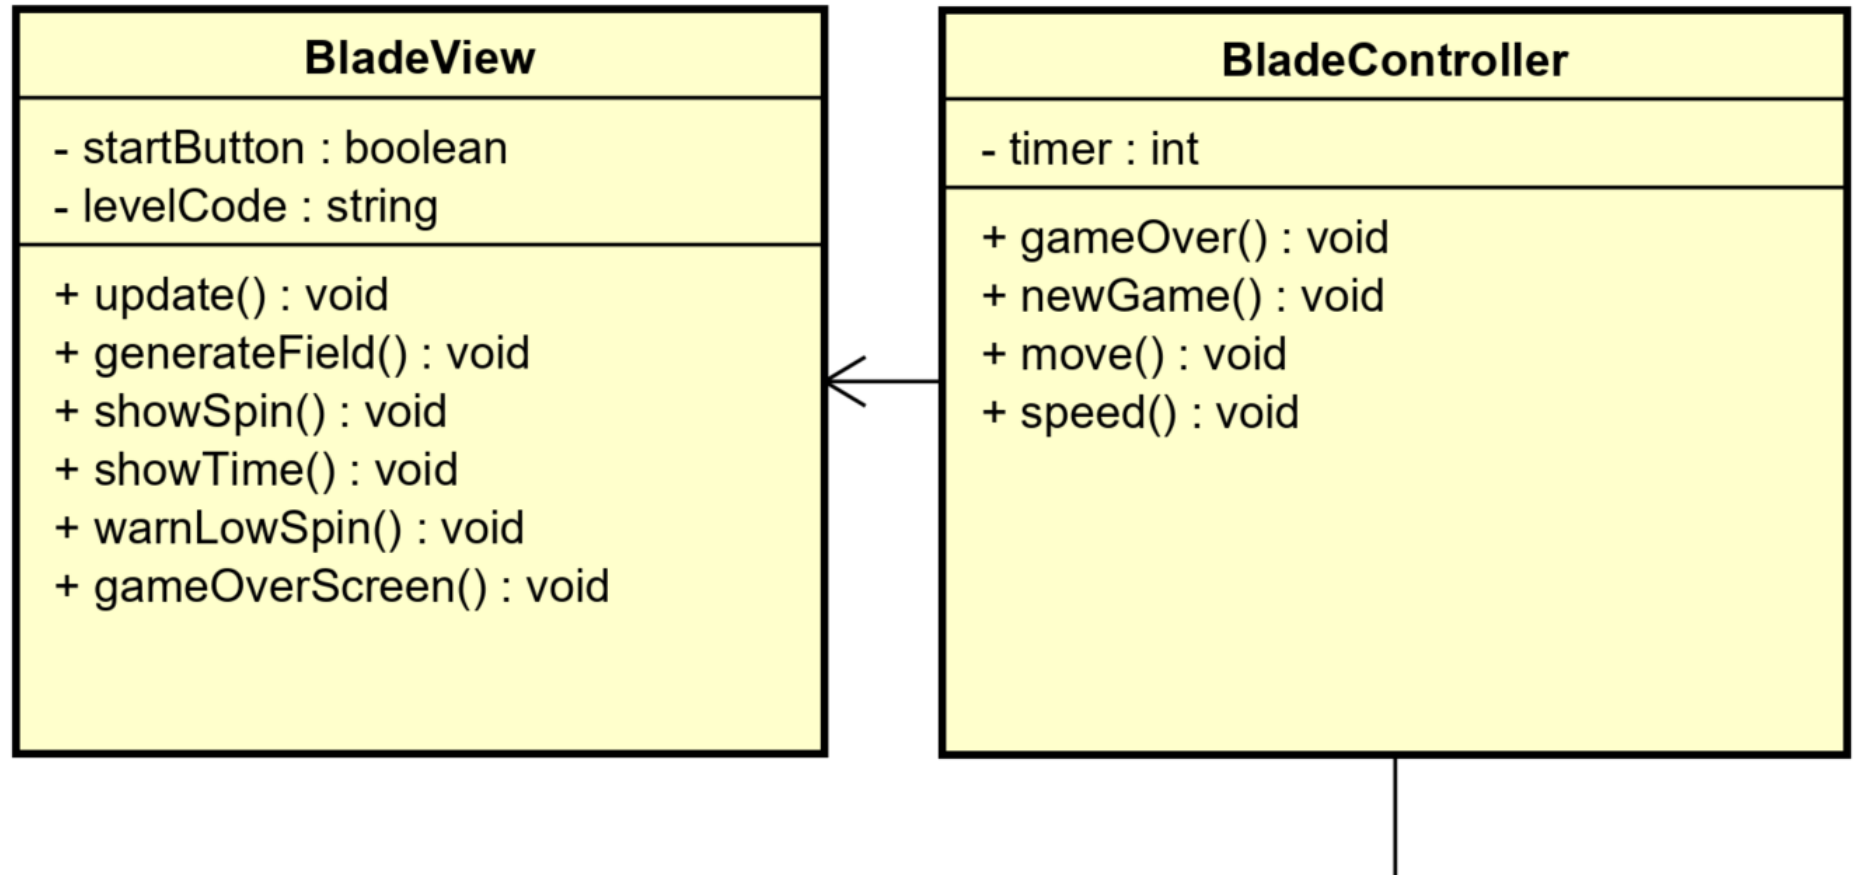 BladeView
- startButton : boolean
- levelCode : string
+ update() : void
+ generateField() : void
+ showSpin() : void
+ showTime() : void
+ warnLowSpin() : void
+ gameOverScreen() : void
BladeController
- timer : int
+ gameOver() : void
+ newGame() : void
+ move() : void
+ speed() : void